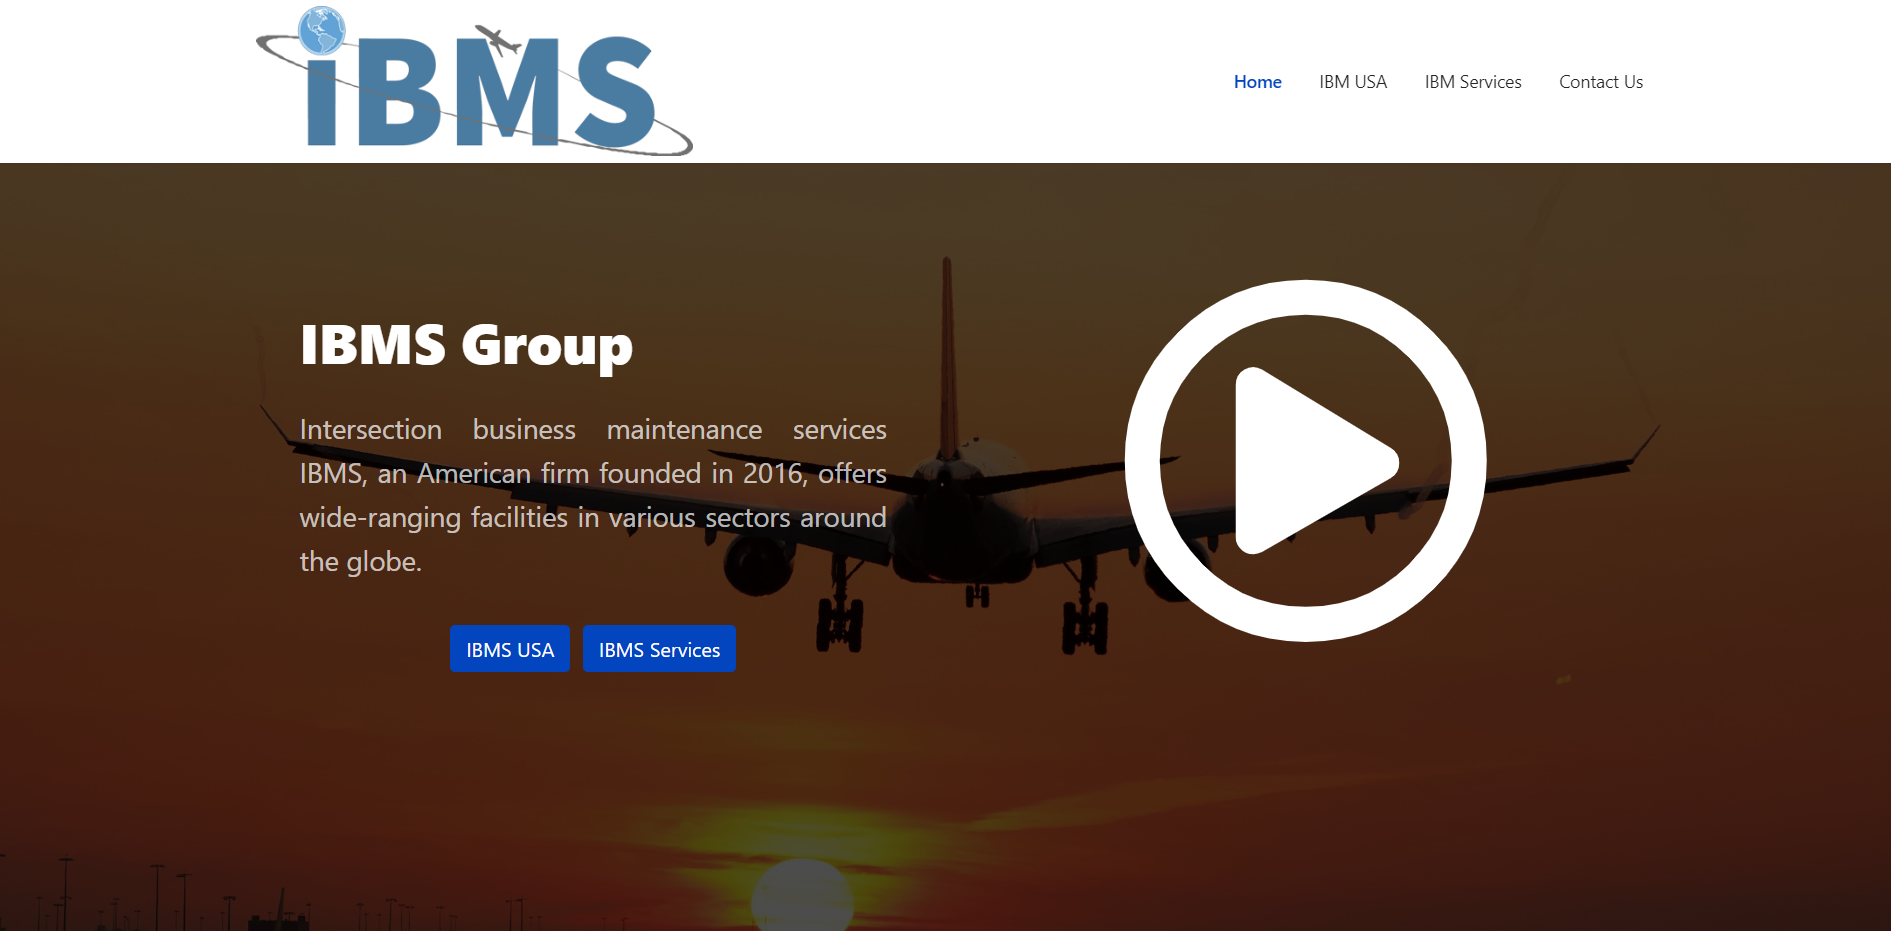 iBMS
Home IBM USA IBM Services Contact Us
IBMS Group
Intersection business maintenance services
IBMS, an American firm founded in 2016, offers
wide-ranging facilities in various sectors around
the globe.
IBMS USA IBMS Services